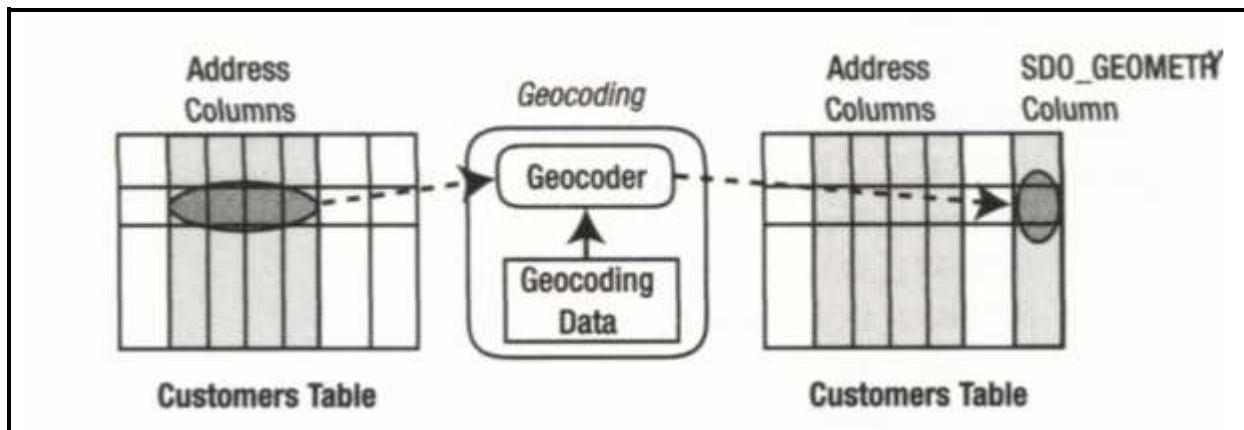 Address
Columns
Geocoding
Geocoder
Geocoding
Data
Customers Table
Address
Columns
SDO_GEOMETRY
Column
Customers Table